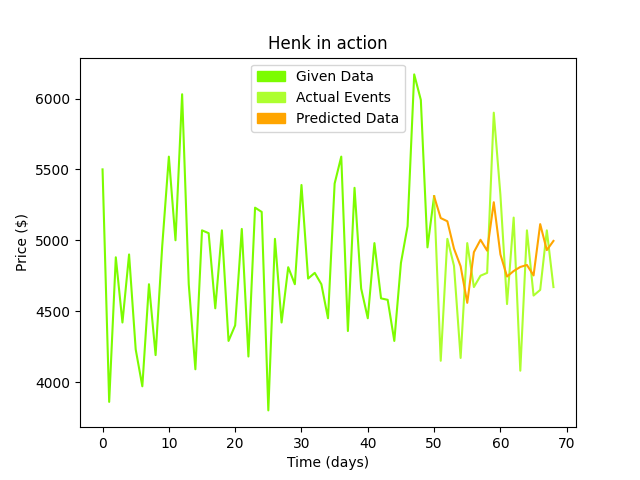 Henk in action
Given Data
Actual Events
Predicted Data
6000
5500
5000
4500
4000
Price ($)
0 10 20 30 40 50 60 70
Time (days)